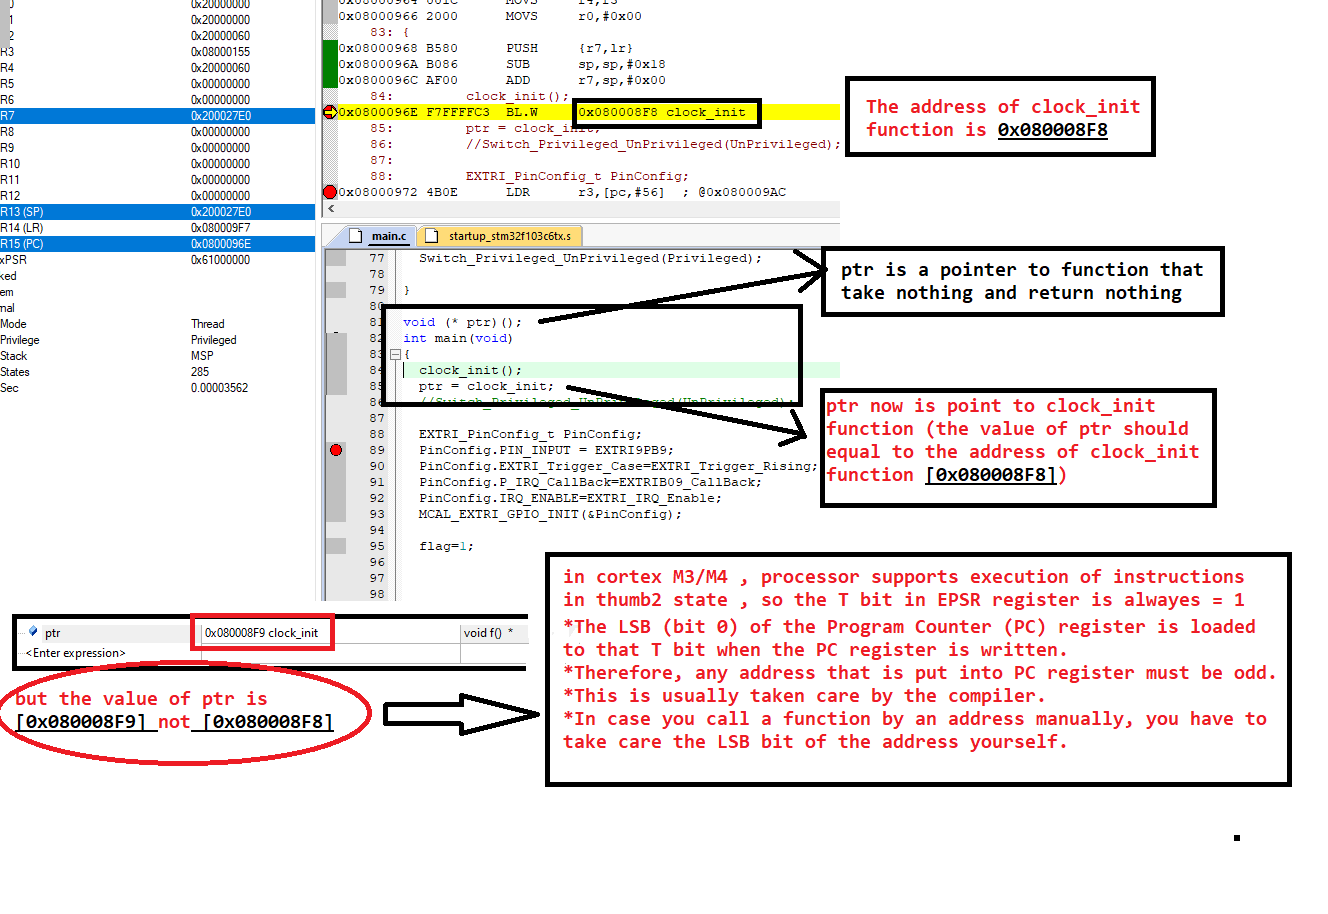 0x20000000
0x20000000
0x20000060
R3 0x08000155
R4 0x20000060
R5 0x00000000
R6 0x00000000
R7 0x200027E0
R8 0x00000000
R9 0x00000000
R10 0x00000000
R11 0x00000000
R12 0x00000000
R13 (SP) 0x200027E0
R14 (LR) 0x080009F7
R15 (PC) 0x0800096E
xPSR 0x61000000
ked
em
mal
Mode Thread
Privilege Privileged
Stack MSP
States 285
Sec 0.00003562
0x08000966 2000 MOVS r0,#0x00
83: {
0x08000968 B580 PUSH {r7,lr}
0x0800096A B086 SUB sp,sp,#0x18
0x0800096C AF00 ADD r7,sp,#0x00
84: clock_init();
0x0800096E F7FFFFC3 BL.W 0x080008F8 clock_init
85: ptr = clock_init;
86: //Switch_Privileged_UnPrivileged(UnPrivileged);
87:
88: EXTRI_PinConfig_t PinConfig;
0x08000972 4B0E LDR r3,[pc,#56] ; @0x080009AC
<
The address of clock_init
function is 0x080008F8
main.c startup_stm32f103c6tx.s
77 Switch_Privileged_UnPrivileged(Privileged);
78
79 }
80
81 void (* ptr)();
82 int main(void)
83 {
84 clock_init();
85 ptr = clock_init;
86 //Switch_Privileged_UnPrivileged(UnPrivileged);
87
88 EXTRI_PinConfig_t PinConfig;
89 PinConfig.PIN_INPUT = EXTRI9PB9;
90 PinConfig.EXTRI_Trigger_Case=EXTRI_Trigger_Rising;
91 PinConfig.P_IRQ_CallBack=EXTRIB09_CallBack;
92 PinConfig.IRQ_ENABLE=EXTRI_IRQ_Enable;
93 MCAL_EXTRI_GPIO_INIT(&PinConfig);
94
95 flag=1;
96
97
98
ptr is a pointer to function that
take nothing and return nothing
ptr now is point to clock_init
function (the value of ptr should
equal to the address of clock_init
function [0x080008F8])
ptr 0x080008F9 clock_init void f() *
<Enter expression>
but the value of ptr is
[0x080008F9] not [0x080008F8]
in cortex M3/M4 , processor supports execution of instructions
in thumb2 state , so the T bit in EPSR register is alwayes = 1
*The LSB (bit 0) of the Program Counter (PC) register is loaded
to that T bit when the PC register is written.
*Therefore, any address that is put into PC register must be odd.
*This is usually taken care by the compiler.
*In case you call a function by an address manually, you have to
take care the LSB bit of the address yourself.